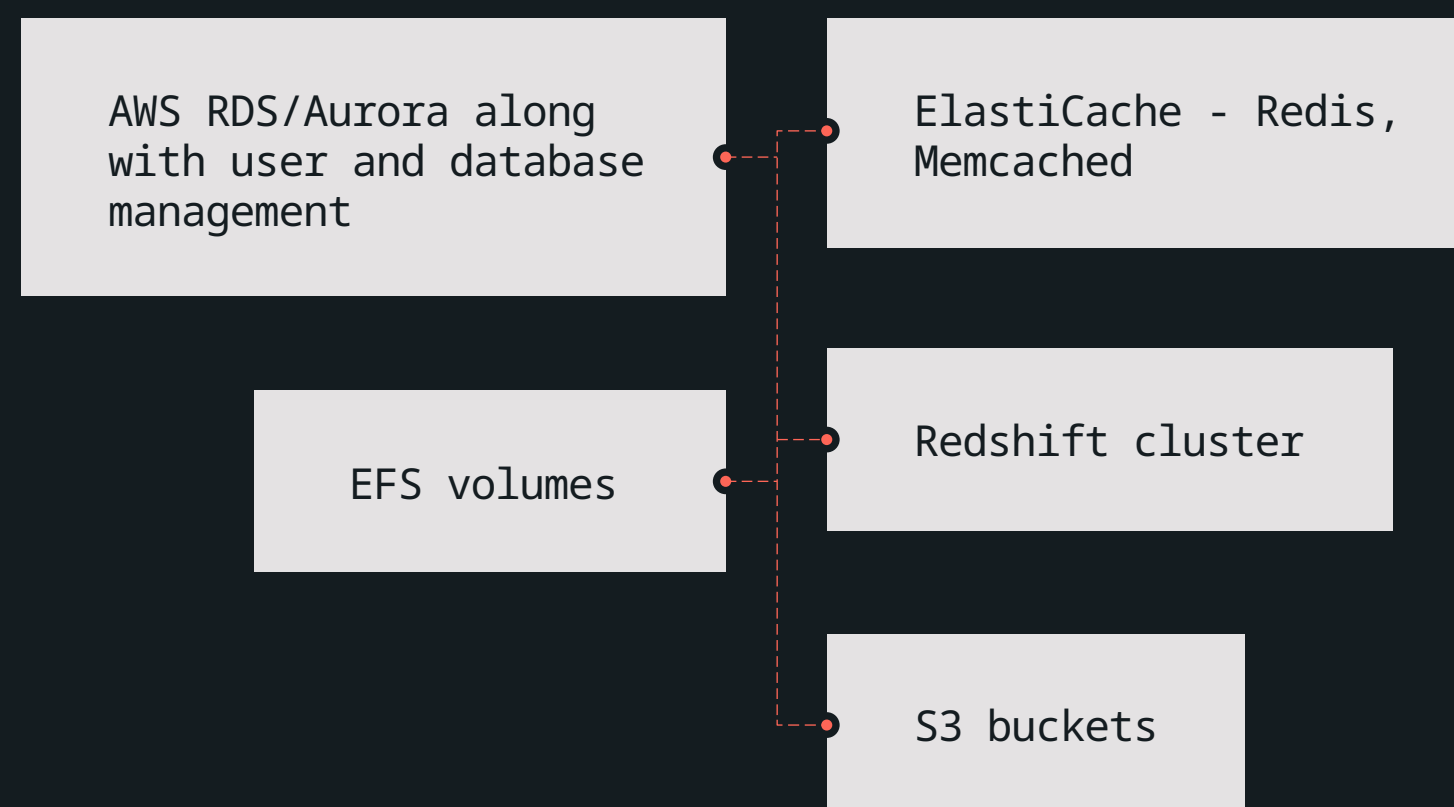 AWS RDS/Aurora along
with user and database
management
ElastiCache - Redis,
Memcached
EFS volumes
Redshift cluster
S3 buckets